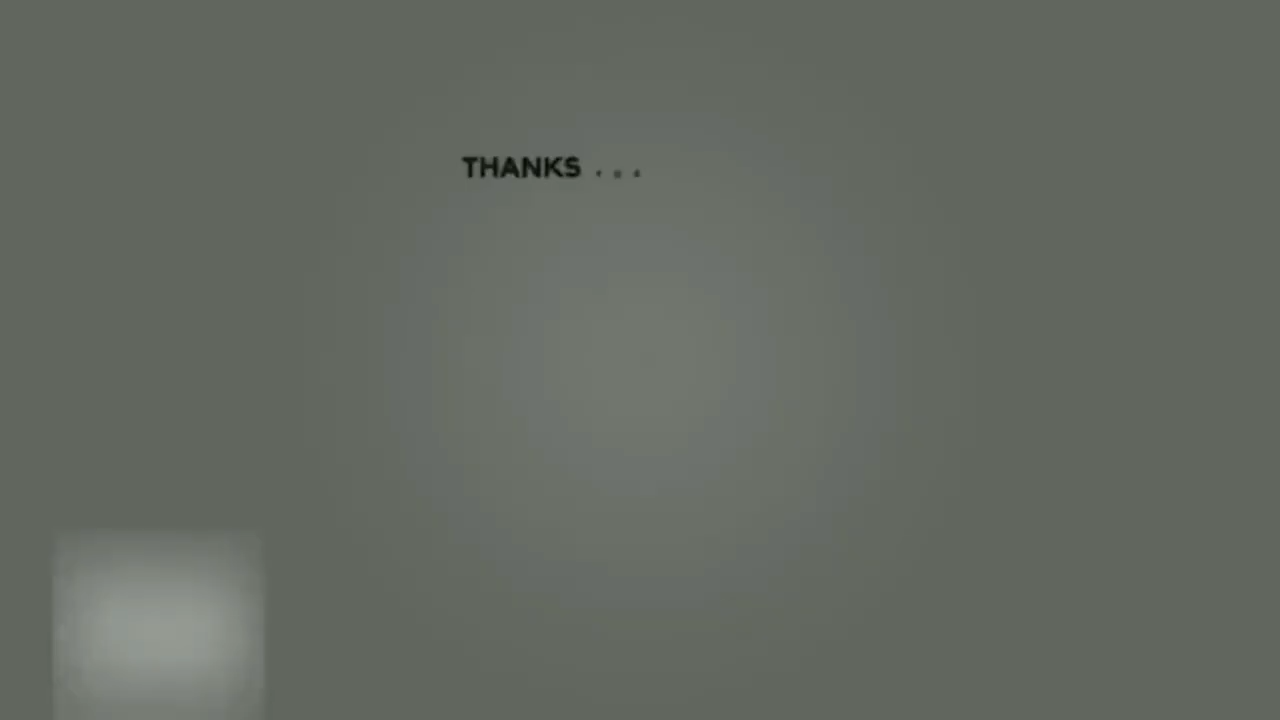 THANKS . . .